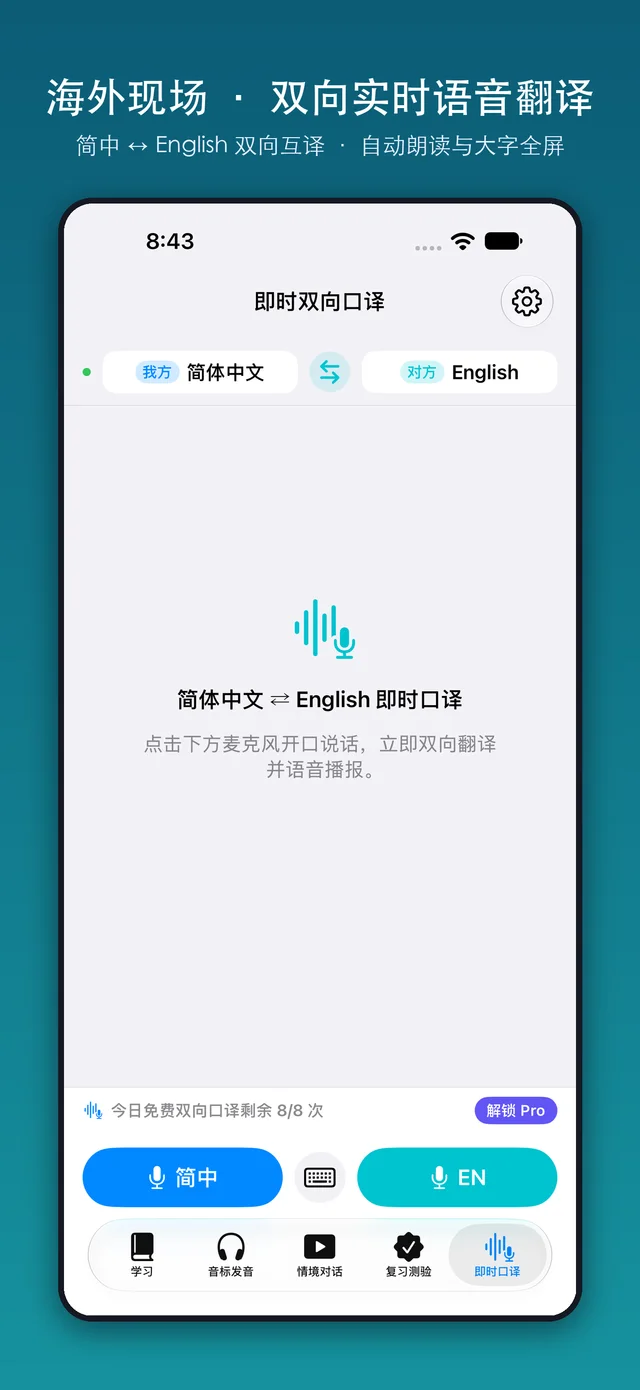 海外现场 · 双向实时语音翻译
简中 ↔ English 双向互译 · 自动朗读与大字全屏
8:43
即时双向口译
我方 简体中文 对方 English
简体中文 ⇄ English 即时口译
点击下方麦克风开口说话，立即双向翻译
并语音播报。
今日免费双向口译剩余 8/8 次 解锁 Pro
简中 EN
学习 音标发音 情境对话 复习测验 即时口译